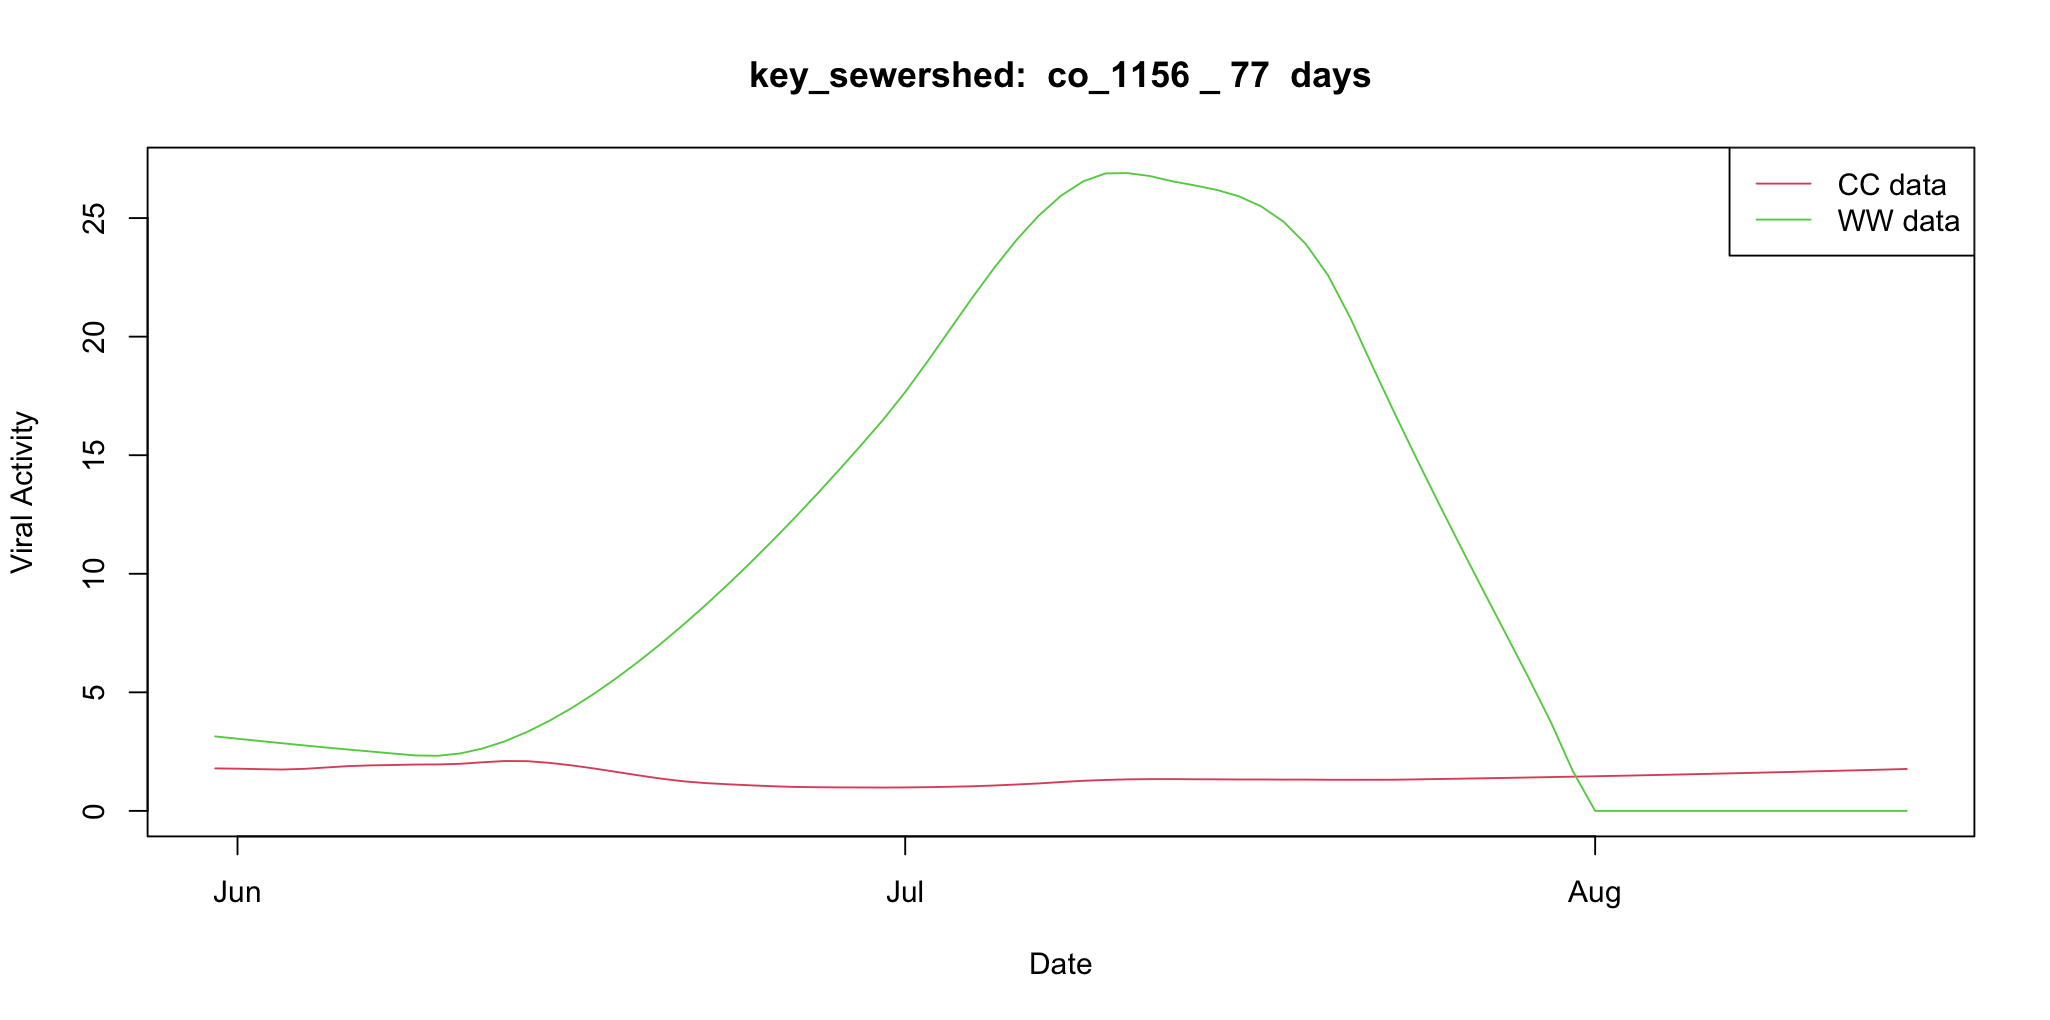 key_sewershed:  co_1156 _ 77  days
CC data
WW data
Viral Activity
25
20
15
10
5
0
Jun
Jul
Aug
Date